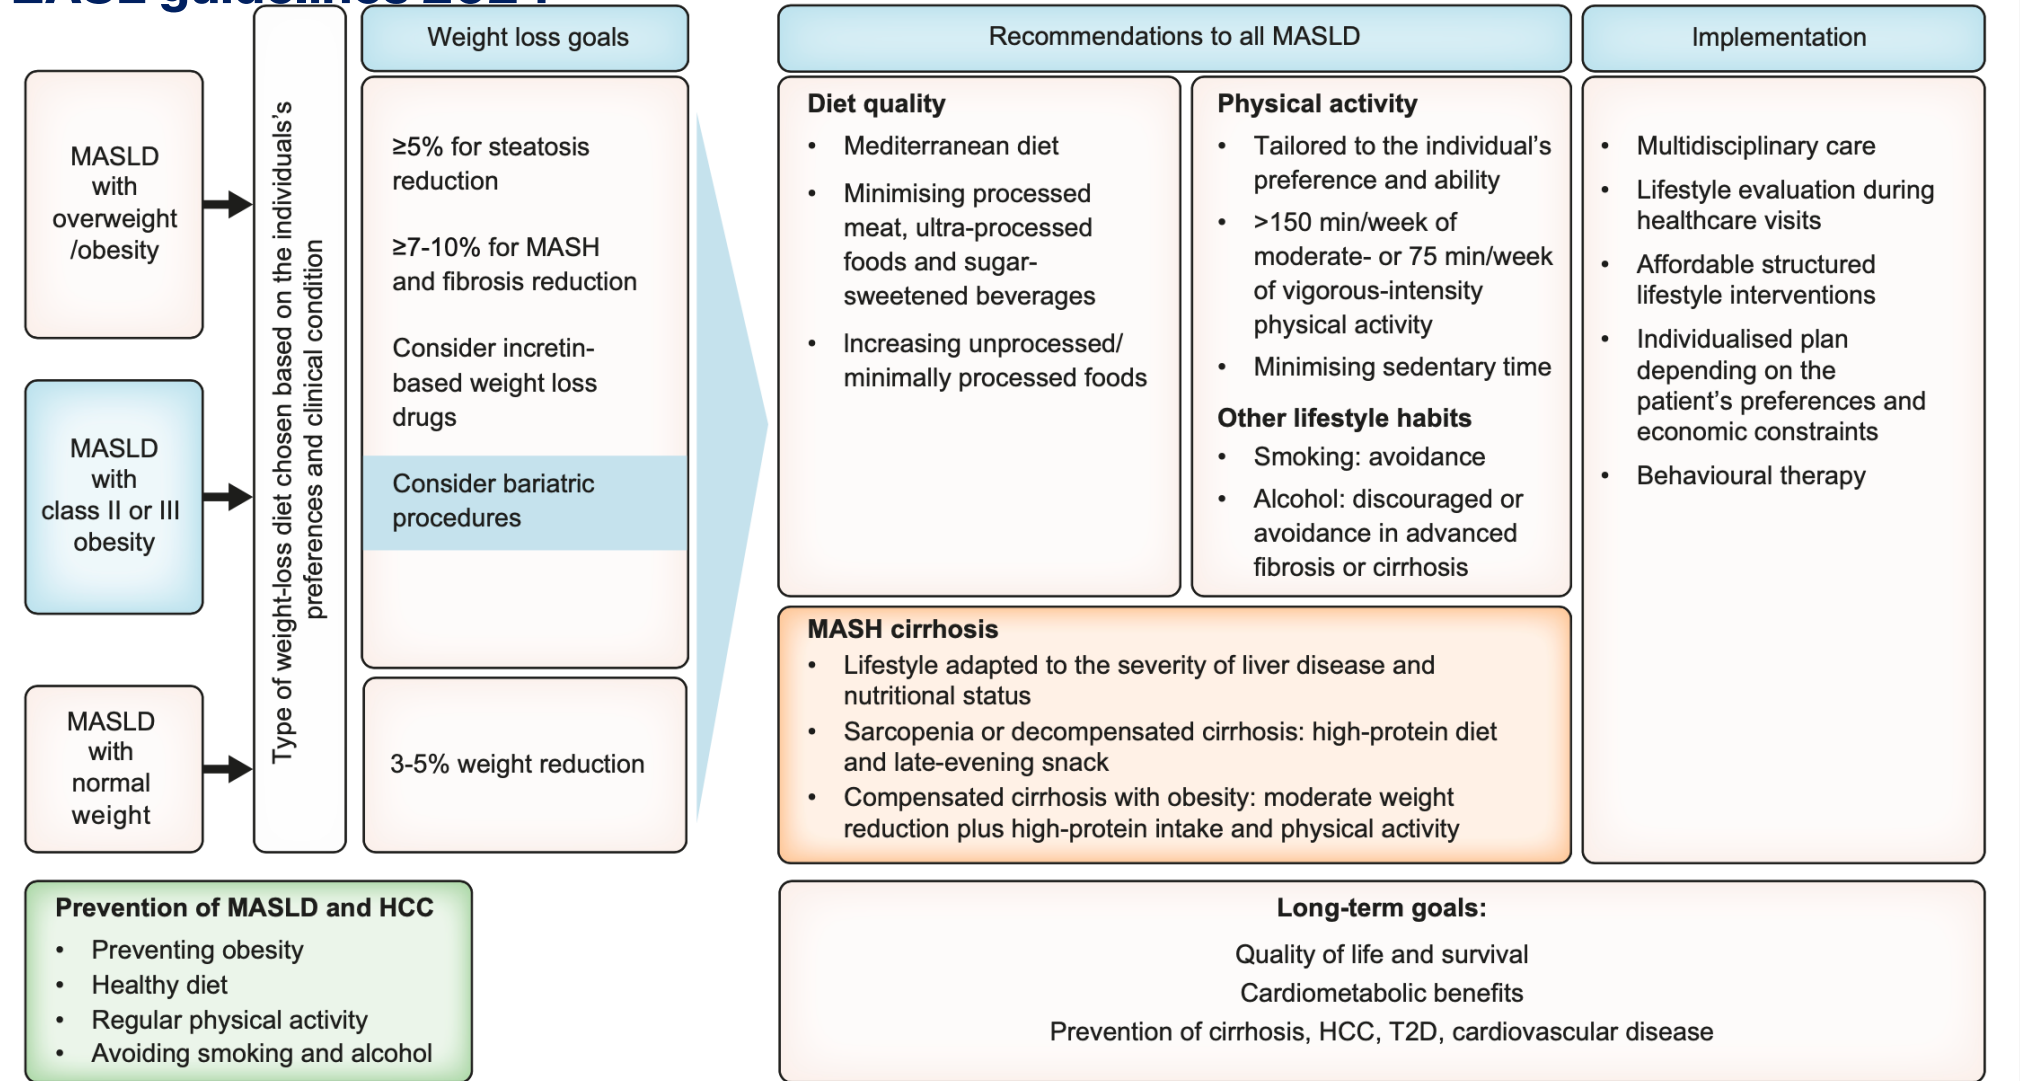 EASL guidelines 2024
MASLD
with
overweight
/obesity
MASLD
with
class II or III
obesity
MASLD
with
normal
weight
Type of weight-loss diet chosen based on the individuals's
preferences and clinical condition
Weight loss goals
≥5% for steatosis
reduction
≥7-10% for MASH
and fibrosis reduction
Consider incretin-
based weight loss
drugs
Consider bariatric
procedures
3-5% weight reduction
Recommendations to all MASLD
Diet quality
• Mediterranean diet
• Minimising processed
meat, ultra-processed
foods and sugar-
sweetened beverages
• Increasing unprocessed/
minimally processed foods
Physical activity
• Tailored to the individual's
preference and ability
• >150 min/week of
moderate- or 75 min/week
of vigorous-intensity
physical activity
• Minimising sedentary time
Other lifestyle habits
• Smoking: avoidance
• Alcohol: discouraged or
avoidance in advanced
fibrosis or cirrhosis
MASH cirrhosis
• Lifestyle adapted to the severity of liver disease and
nutritional status
• Sarcopenia or decompensated cirrhosis: high-protein diet
and late-evening snack
• Compensated cirrhosis with obesity: moderate weight
reduction plus high-protein intake and physical activity
Implementation
• Multidisciplinary care
• Lifestyle evaluation during
healthcare visits
• Affordable structured
lifestyle interventions
• Individualised plan
depending on the
patient's preferences and
economic constraints
• Behavioural therapy
Prevention of MASLD and HCC
• Preventing obesity
• Healthy diet
• Regular physical activity
• Avoiding smoking and alcohol
Long-term goals:
Quality of life and survival
Cardiometabolic benefits
Prevention of cirrhosis, HCC, T2D, cardiovascular disease